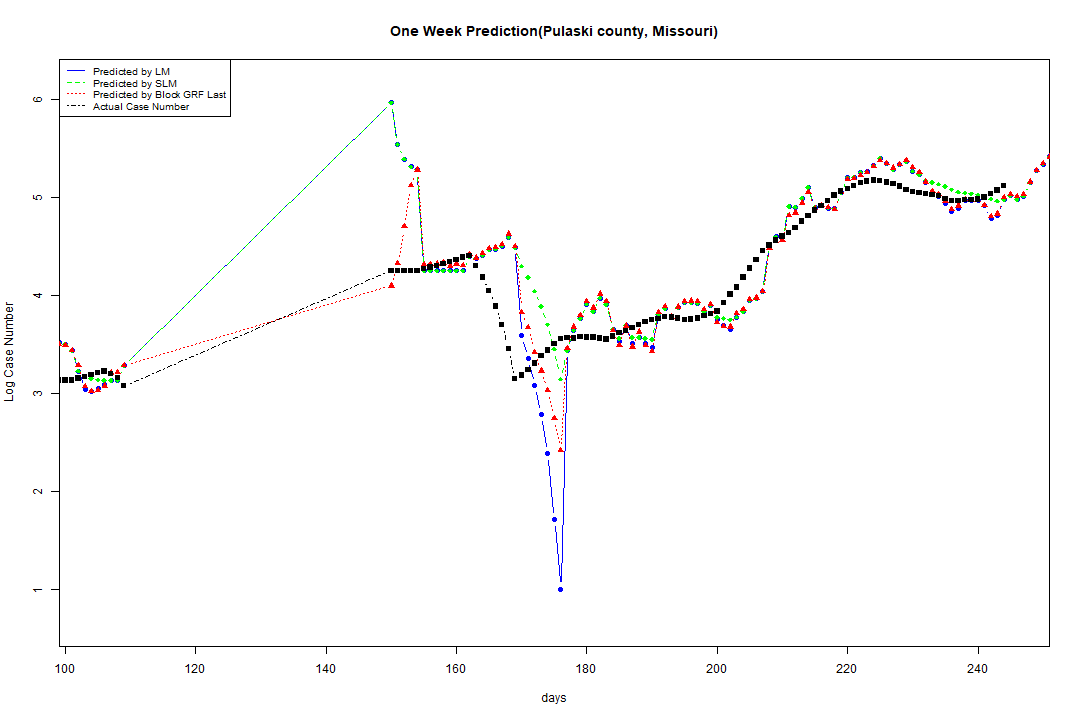 One Week Prediction(Pulaski county, Missouri)
Predicted by LM
Predicted by SLM
Predicted by Block GRF Last
Actual Case Number
6
5
4
3
2
1
Log Case Number
100 120 140 160 180 200 220 240
days